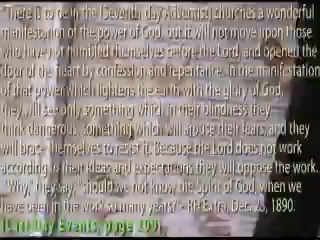 "There is to be in the [Seventh-day Adventist] churches a wonderful
manifestation of the power of God, but it will not move upon those
who have not humbled themselves before the Lord, and opened the
door of the heart by confession and repentance. In the manifestation
of that power which lightens the earth with the glory of God,
they will see only something which in their blindness they
think dangerous, something which will arouse their fears, and they
will brace themselves to resist it. Because the Lord does not work
according to their ideas and expectations they will oppose the work.
"Why," they say, "should we not know the Spirit of God, when we
have been in the work so many years?" - RH Extra, Dec. 23, 1890.
(Last Day Events, page 209)